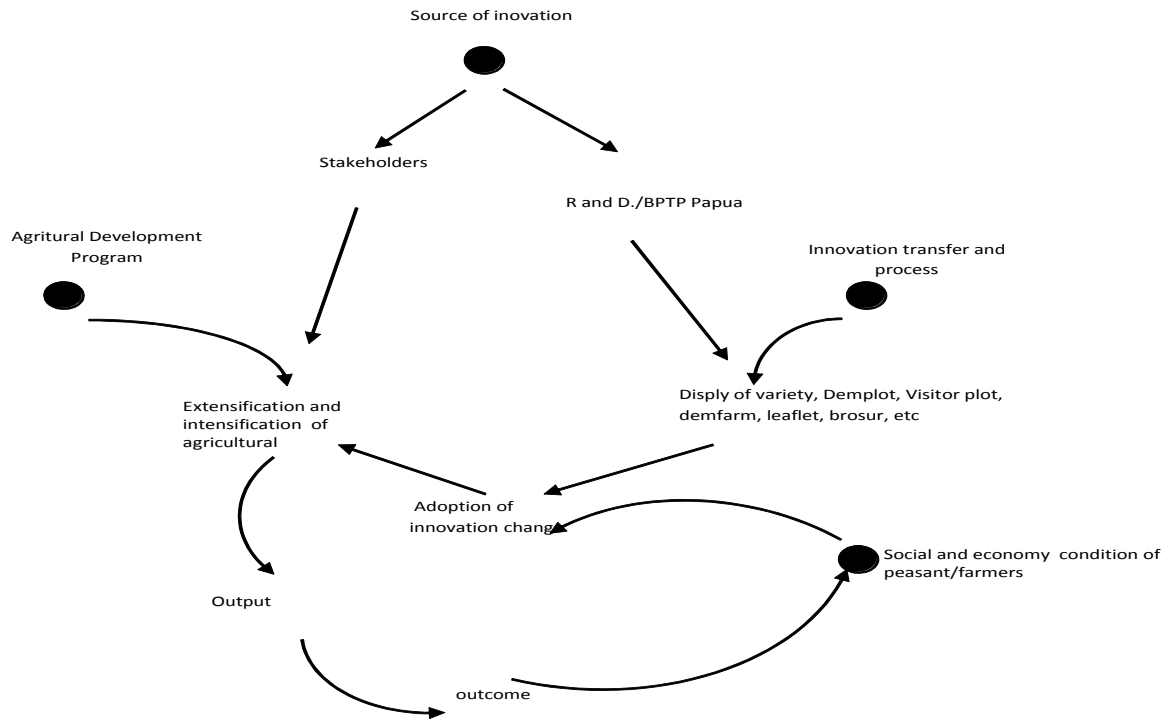 Source of inovation
Stakeholders
R and D./BPTP Papua
Agritural Development
Program
Innovation transfer and
process
Extensification and
intensification of
agricultural
Disply of variety, Demplot, Visitor plot,
demfarm, leaflet, brosur, etc
Adoption of
innovation chang
Social and economy condition of
peasant/farmers
Output
outcome